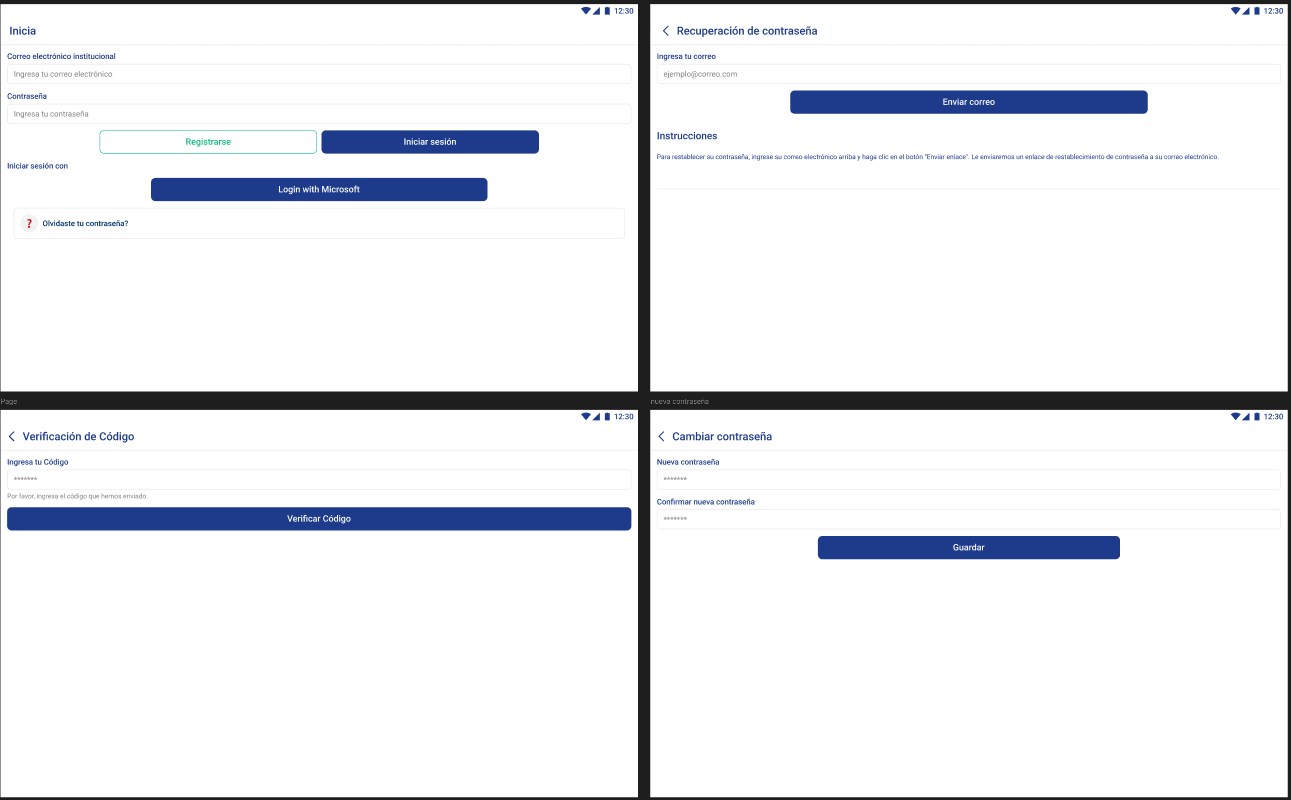 12:30
Inicia
Correo electrónico institucional
Ingresa tu correo electrónico
Contraseña
Ingresa tu contraseña
Registrarse
Iniciar sesión
Iniciar sesión con
Login with Microsoft
? Olvidaste tu contraseña?
12:30
Recuperación de contraseña
Ingresa tu correo
ejemplo@correo.com
Enviar correo
Instrucciones
Para restablecer su contraseña, ingrese su correo electrónico arriba y haga clic en el botón "Enviar enlace". Le enviaremos un enlace de restablecimiento de contraseña a su correo electrónico.
Page
12:30
Verificación de Código
Ingresa tu Código
*******
Por favor, ingresa el código que hemos enviado.
Verificar Código
nueva contraseña
12:30
Cambiar contraseña
Nueva contraseña
*******
Confirmar nueva contraseña
*******
Guardar